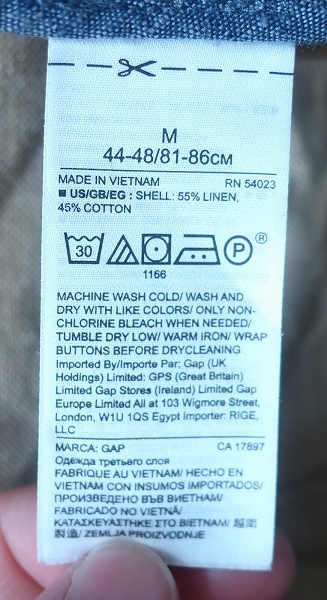 M
44-48/81-86CM
MADE IN VIETNAM RN 54023
■ US/GB/EG : SHELL: 55% LINEN,
45% COTTON
30 P ®
1166
MACHINE WASH COLD/ WASH AND
DRY WITH LIKE COLORS/ ONLY NON-
CHLORINE BLEACH WHEN NEEDED/
TUMBLE DRY LOW/ WARM IRON/ WRAP
BUTTONS BEFORE DRYCLEANING
Imported By/Importe Par: Gap (UK
Holdings) Limited: GPS (Great Britain)
Limited Gap Stores (Ireland) Limited Gap
Europe Limited All at 103 Wigmore Street,
London, W1U 1QS Egypt Importer: RIGE,
LLC
MARCA: GAP CA 17897
Одежда третьего слоя
FABRIQUE AU VIETNAM/ HECHO EN
VIETNAM CON INSUMOS IMPORTADOS/
ПРОИЗВЕДЕНО ВЪВ ВИЕТНАМ/
FABRICADO NO VIETNÃ/
ΚΑΤΑΣΚΕΥΑΣΤΗΚΕ ΣΤΟ ΒΙΕΤΝΑΜ/ 越南
製造/ ZEMLJA PROIZVODNJE